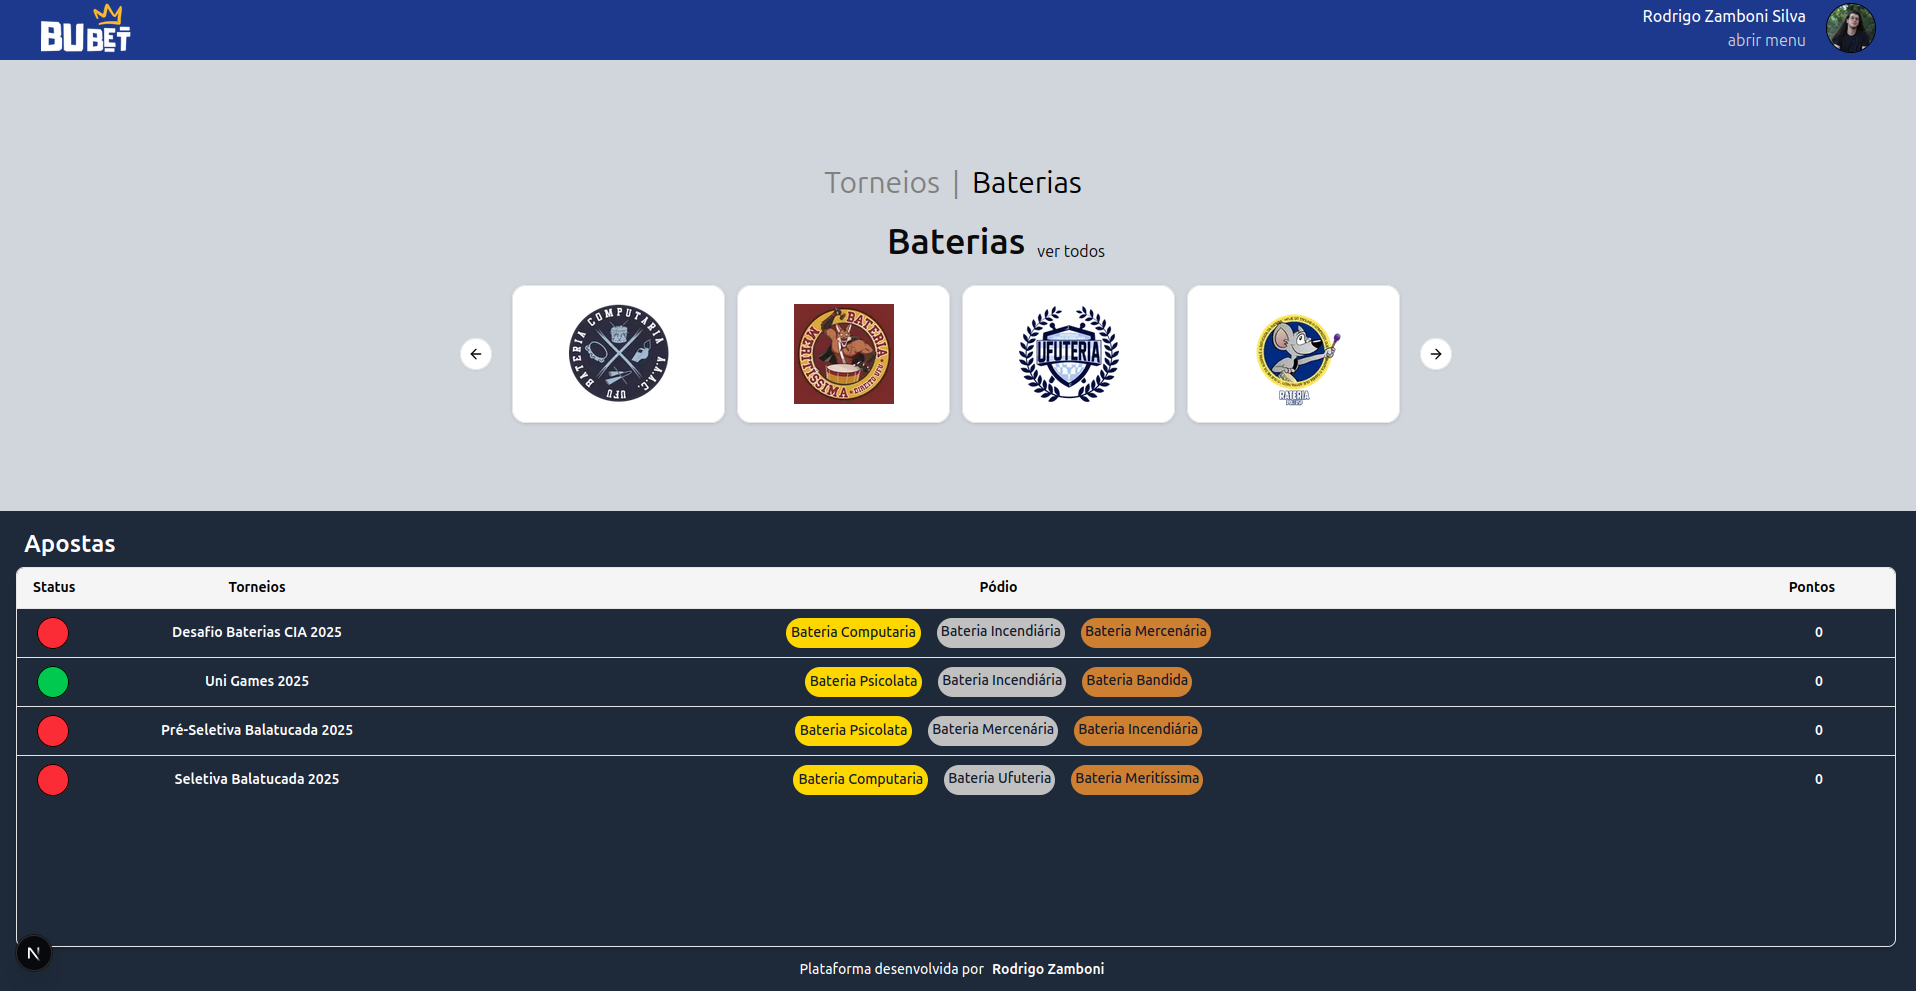 BUBET
Rodrigo Zamboni Silva
abrir menu
Torneios | Baterias
Baterias ver todos
BATERIA COMPUTARIA A.A.A.C. UFU
BATERIA MERITISSIMA DIREITO UFU
UFUTERIA
RATERIA
Apostas
Status Torneios Pódio Pontos
Desafio Baterias CIA 2025 Bateria Computaria Bateria Incendiária Bateria Mercenária 0
Uni Games 2025 Bateria Psicolata Bateria Incendiária Bateria Bandida 0
Pré-Seletiva Balatucada 2025 Bateria Psicolata Bateria Mercenária Bateria Incendiária 0
Seletiva Balatucada 2025 Bateria Computaria Bateria Ufuteria Bateria Meritíssima 0
N
Plataforma desenvolvida por Rodrigo Zamboni